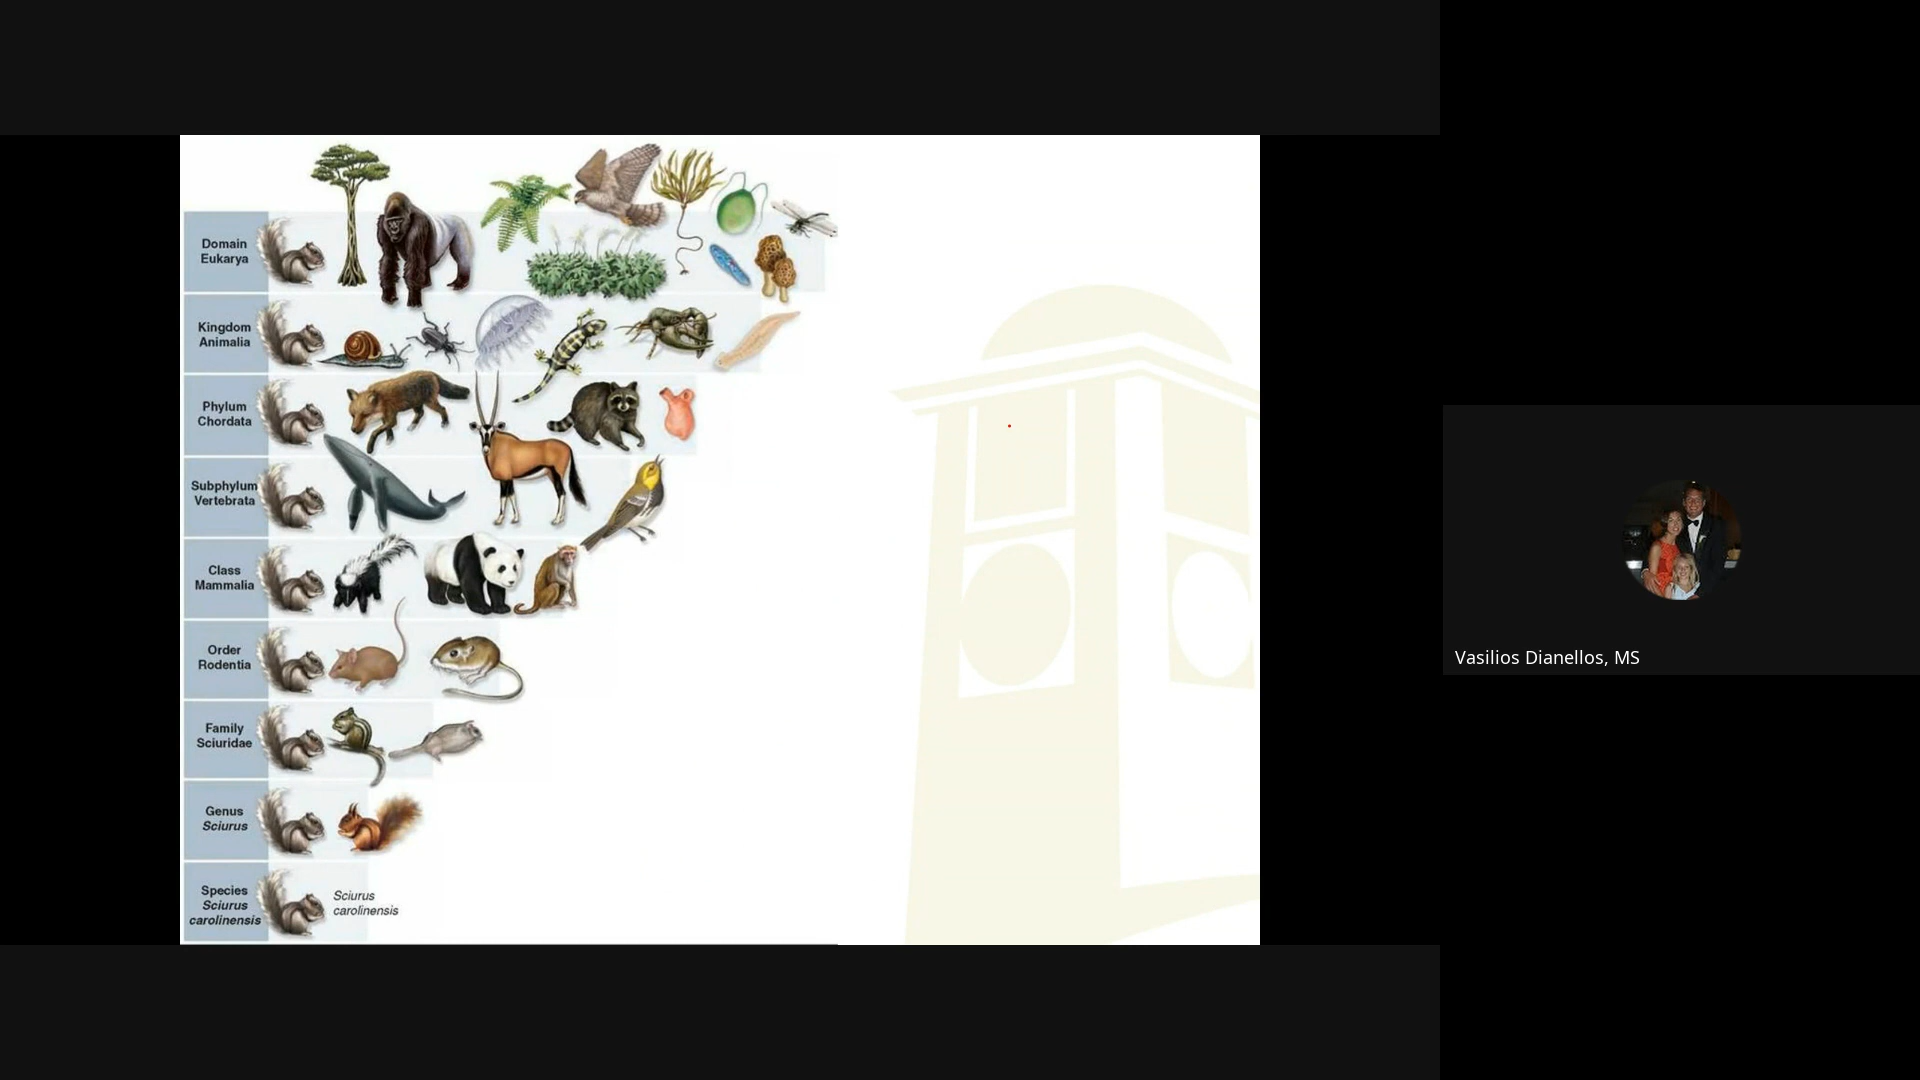 Domain
Eukarya
Kingdom
Animalia
Phylum
Chordata
Subphylum
Vertebrata
Class
Mammalia
Order
Rodentia
Family
Sciuridae
Genus
Sciurus
Species
Sciurus
carolinensis
Sciurus
carolinensis
Vasilios Dianellos, MS